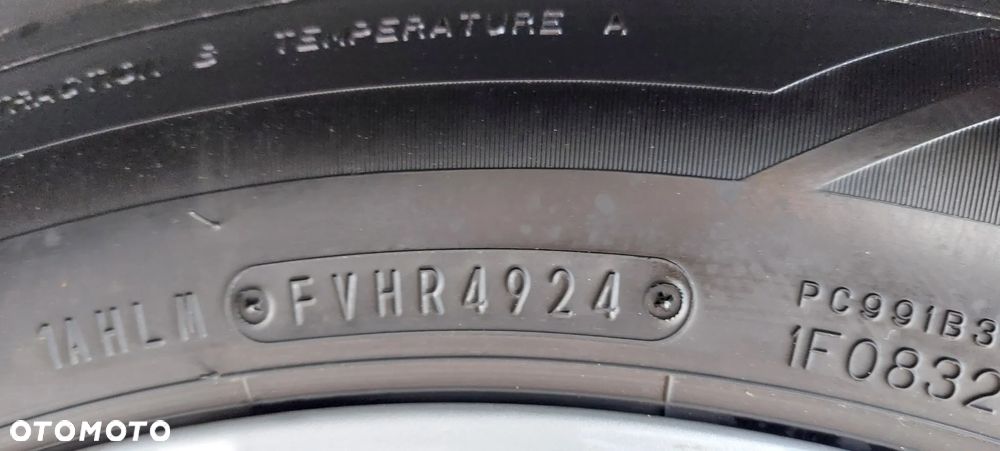 TRACTION B TEMPERATURE A
1AHLM FVHR4924
PC991B3
1F0832
OTOMOTO